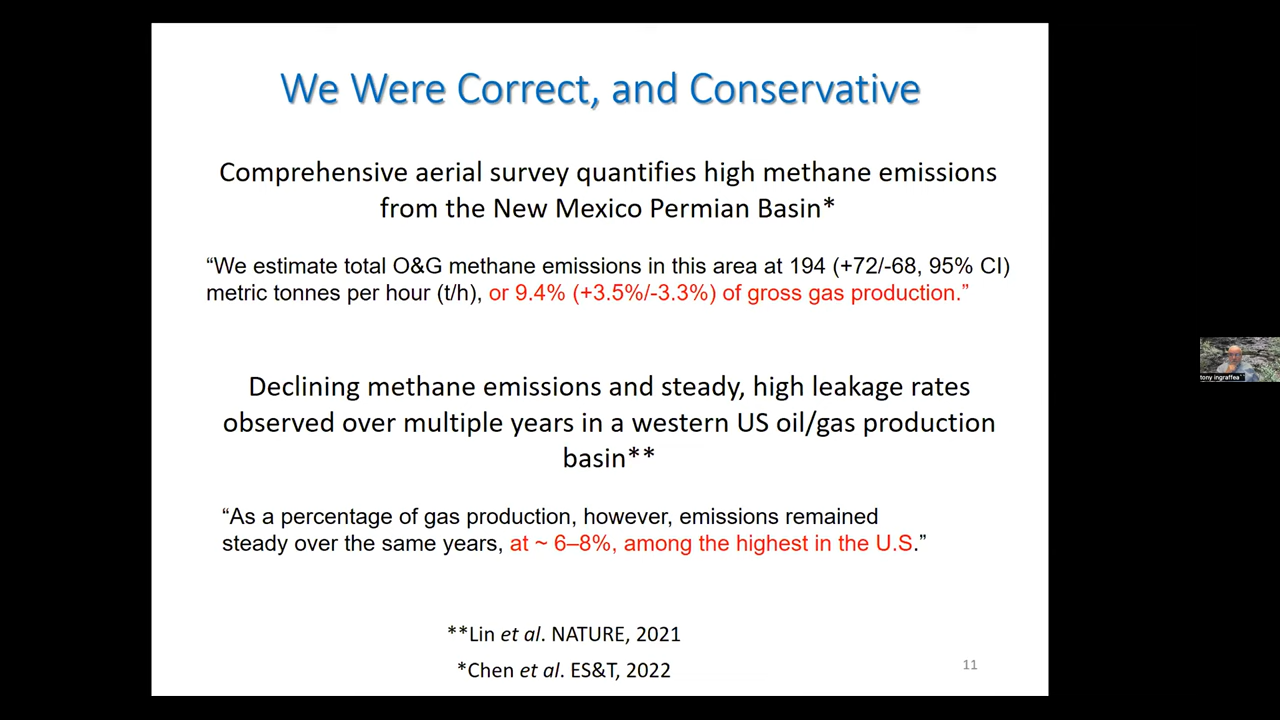 We Were Correct, and Conservative
Comprehensive aerial survey quantifies high methane emissions
from the New Mexico Permian Basin*
“We estimate total O&G methane emissions in this area at 194 (+72/-68, 95% CI)
metric tonnes per hour (t/h), or 9.4% (+3.5%/-3.3%) of gross gas production.”
Declining methane emissions and steady, high leakage rates
observed over multiple years in a western US oil/gas production
basin**
“As a percentage of gas production, however, emissions remained
steady over the same years, at ~ 6–8%, among the highest in the U.S.”
**Lin et al. NATURE, 2021
*Chen et al. ES&T, 2022
11
tony ingraffea